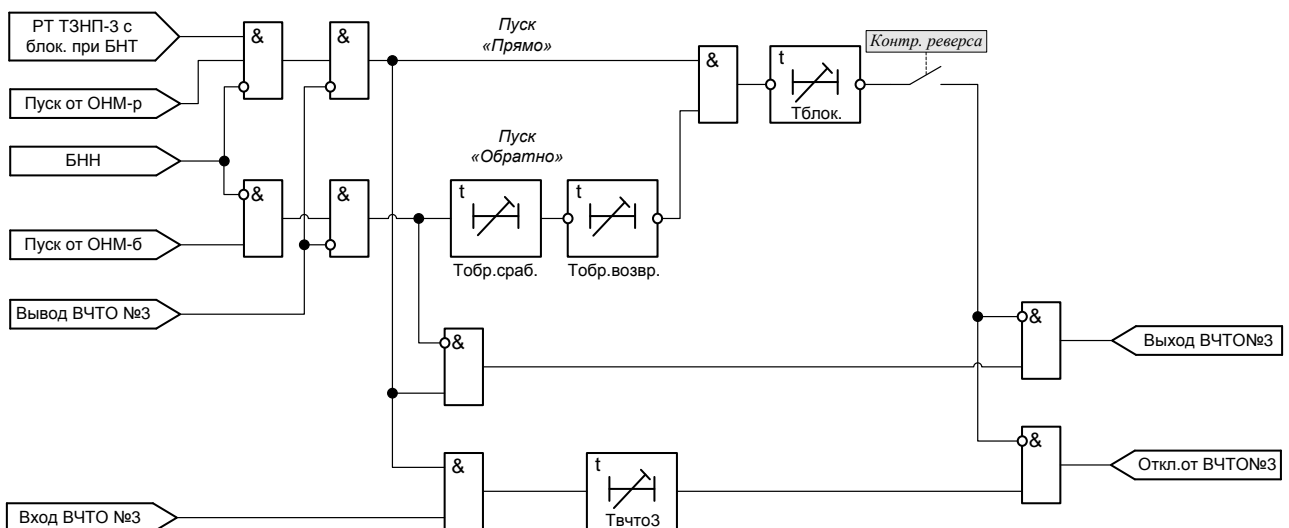 РТ ТЗНП-3 с
блок. при БНТ
Пуск от ОНМ-р
БНН
Пуск от ОНМ-б
Вывод ВЧТО №3
Вход ВЧТО №3
&
&
&
&
Пуск
«Прямо»
Пуск
«Обратно»
t
Тобр.сраб.
t
Тобр.возвр.
&
t
Тблок.
Контр. реверса
&
&
t
Твчто3
&
Выход ВЧТО№3
&
Откл.от ВЧТО№3